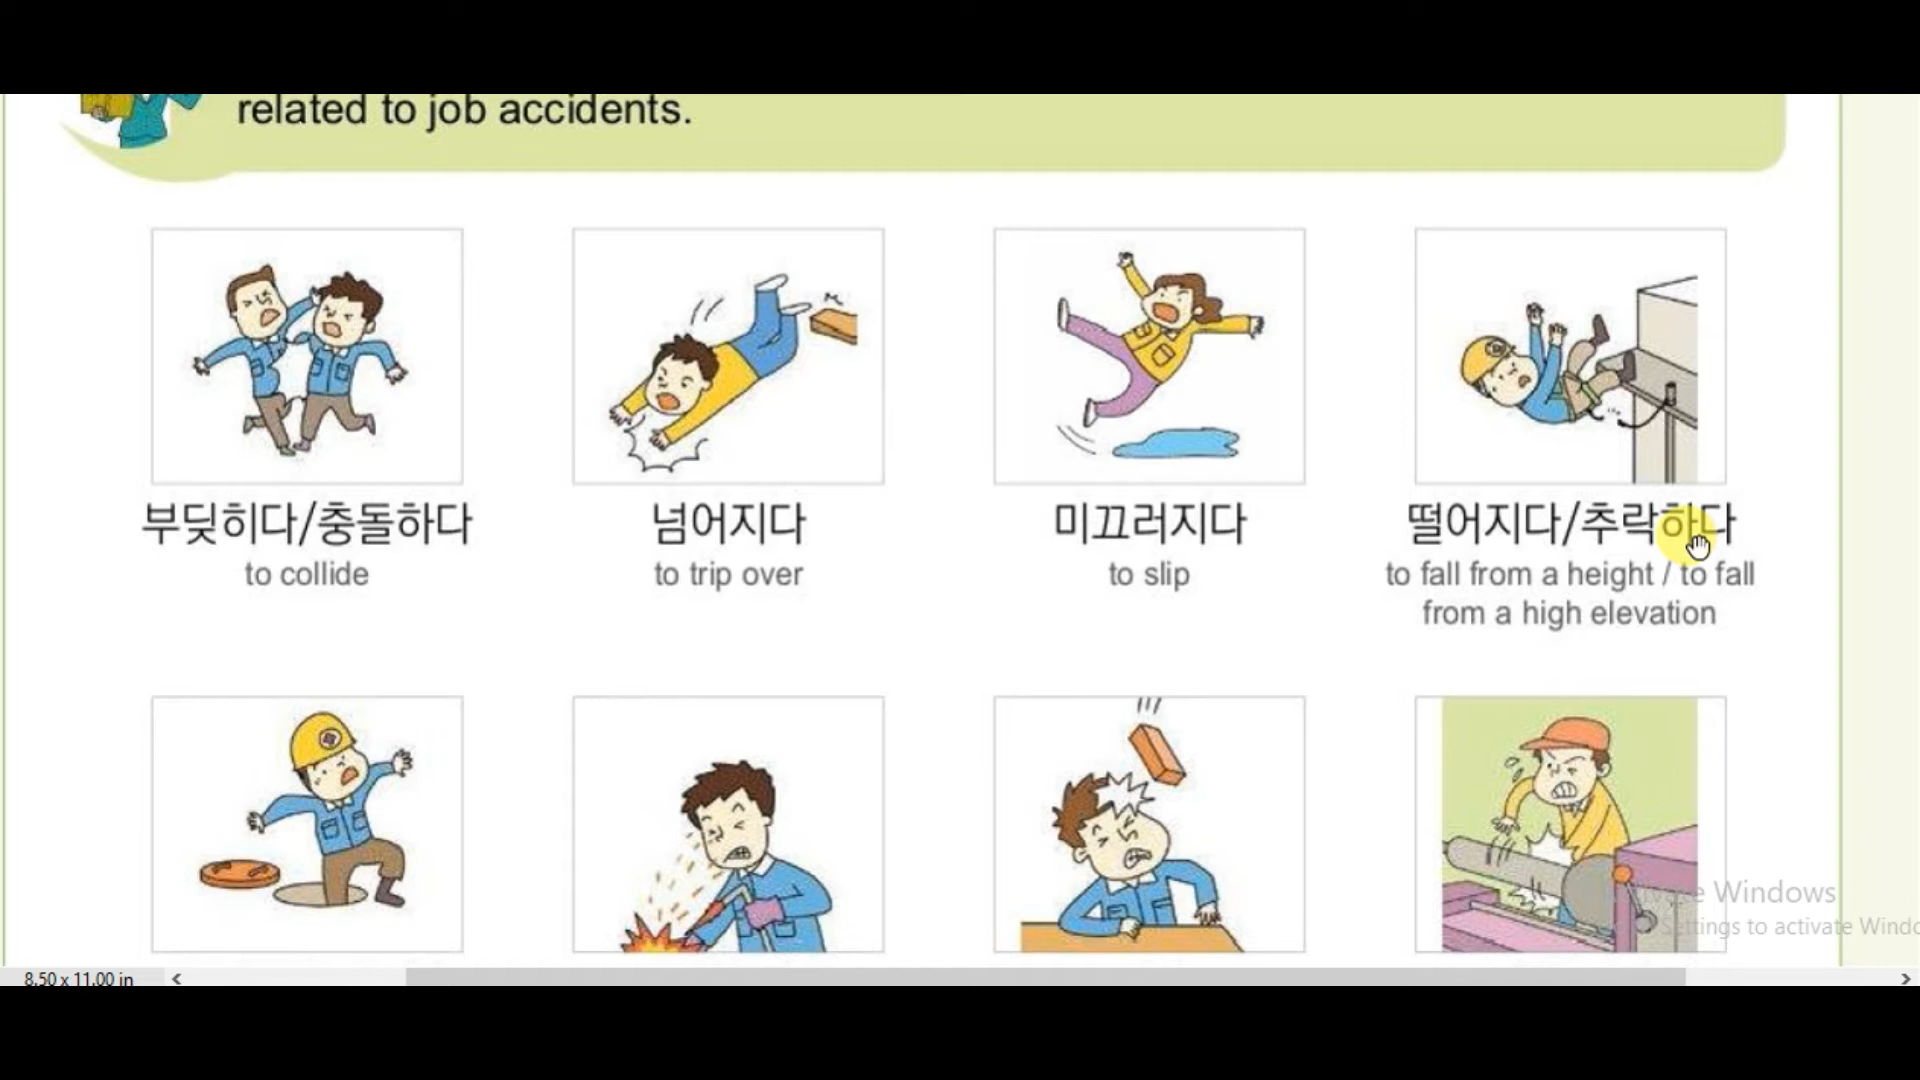 related to job accidents.
부딪히다/충돌하다
to collide
넘어지다
to trip over
미끄러지다
to slip
떨어지다/추락하다
to fall from a height / to fall
from a high elevation
Windows
Settings to activate
8.50 x 11.00 in